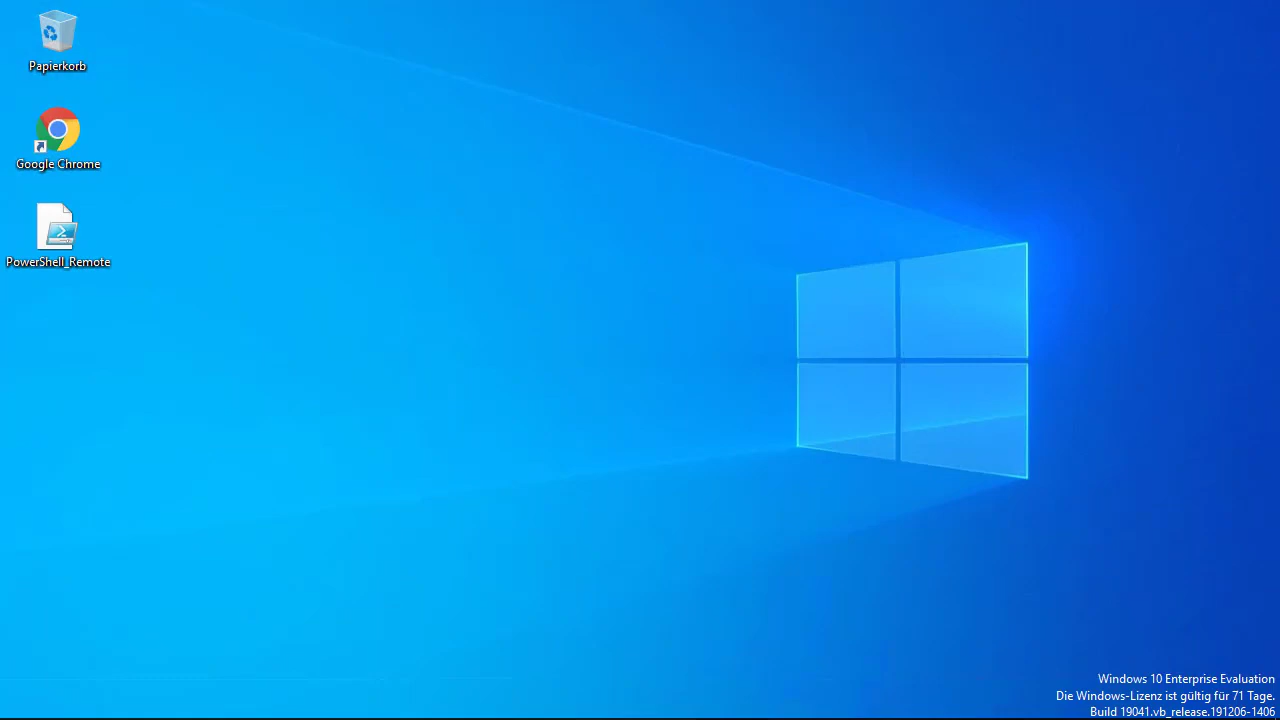 Papierkorb
Google Chrome
PowerShell_Remote
Windows 10 Enterprise Evaluation
Die Windows-Lizenz ist gültig für 71 Tage.
Build 19041.vb_release.191206-1406